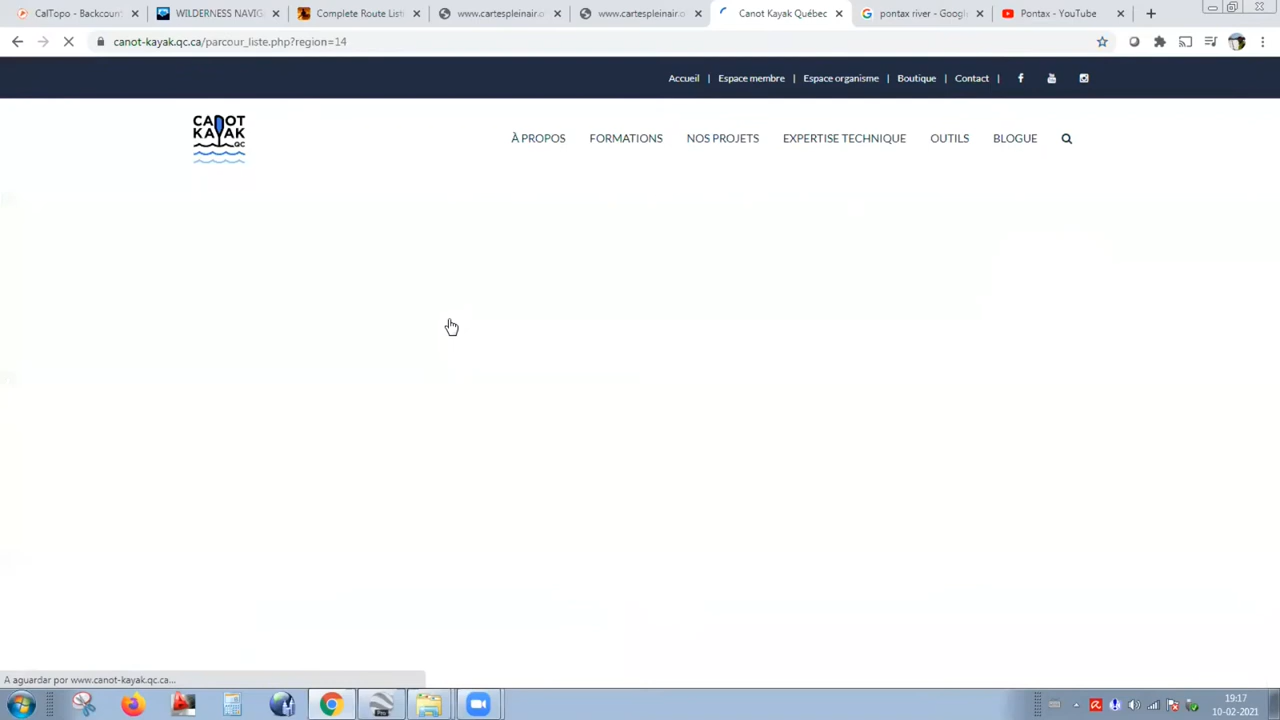 CalTopo - Backcount
WILDERNESS NAVIG
Complete Route List
www.cartespleinair.o
www.cartespleinair.o
Canot Kayak Québec
pontax river - Google
Pontax - YouTube
canot-kayak.qc.ca/parcour_liste.php?region=14
Accueil | Espace membre | Espace organisme | Boutique | Contact |
CANOT
KAYAK
QC
À PROPOS FORMATIONS NOS PROJETS EXPERTISE TECHNIQUE OUTILS BLOGUE
A aguardar por www.canot-kayak.qc.ca...
19:17
10-02-2021